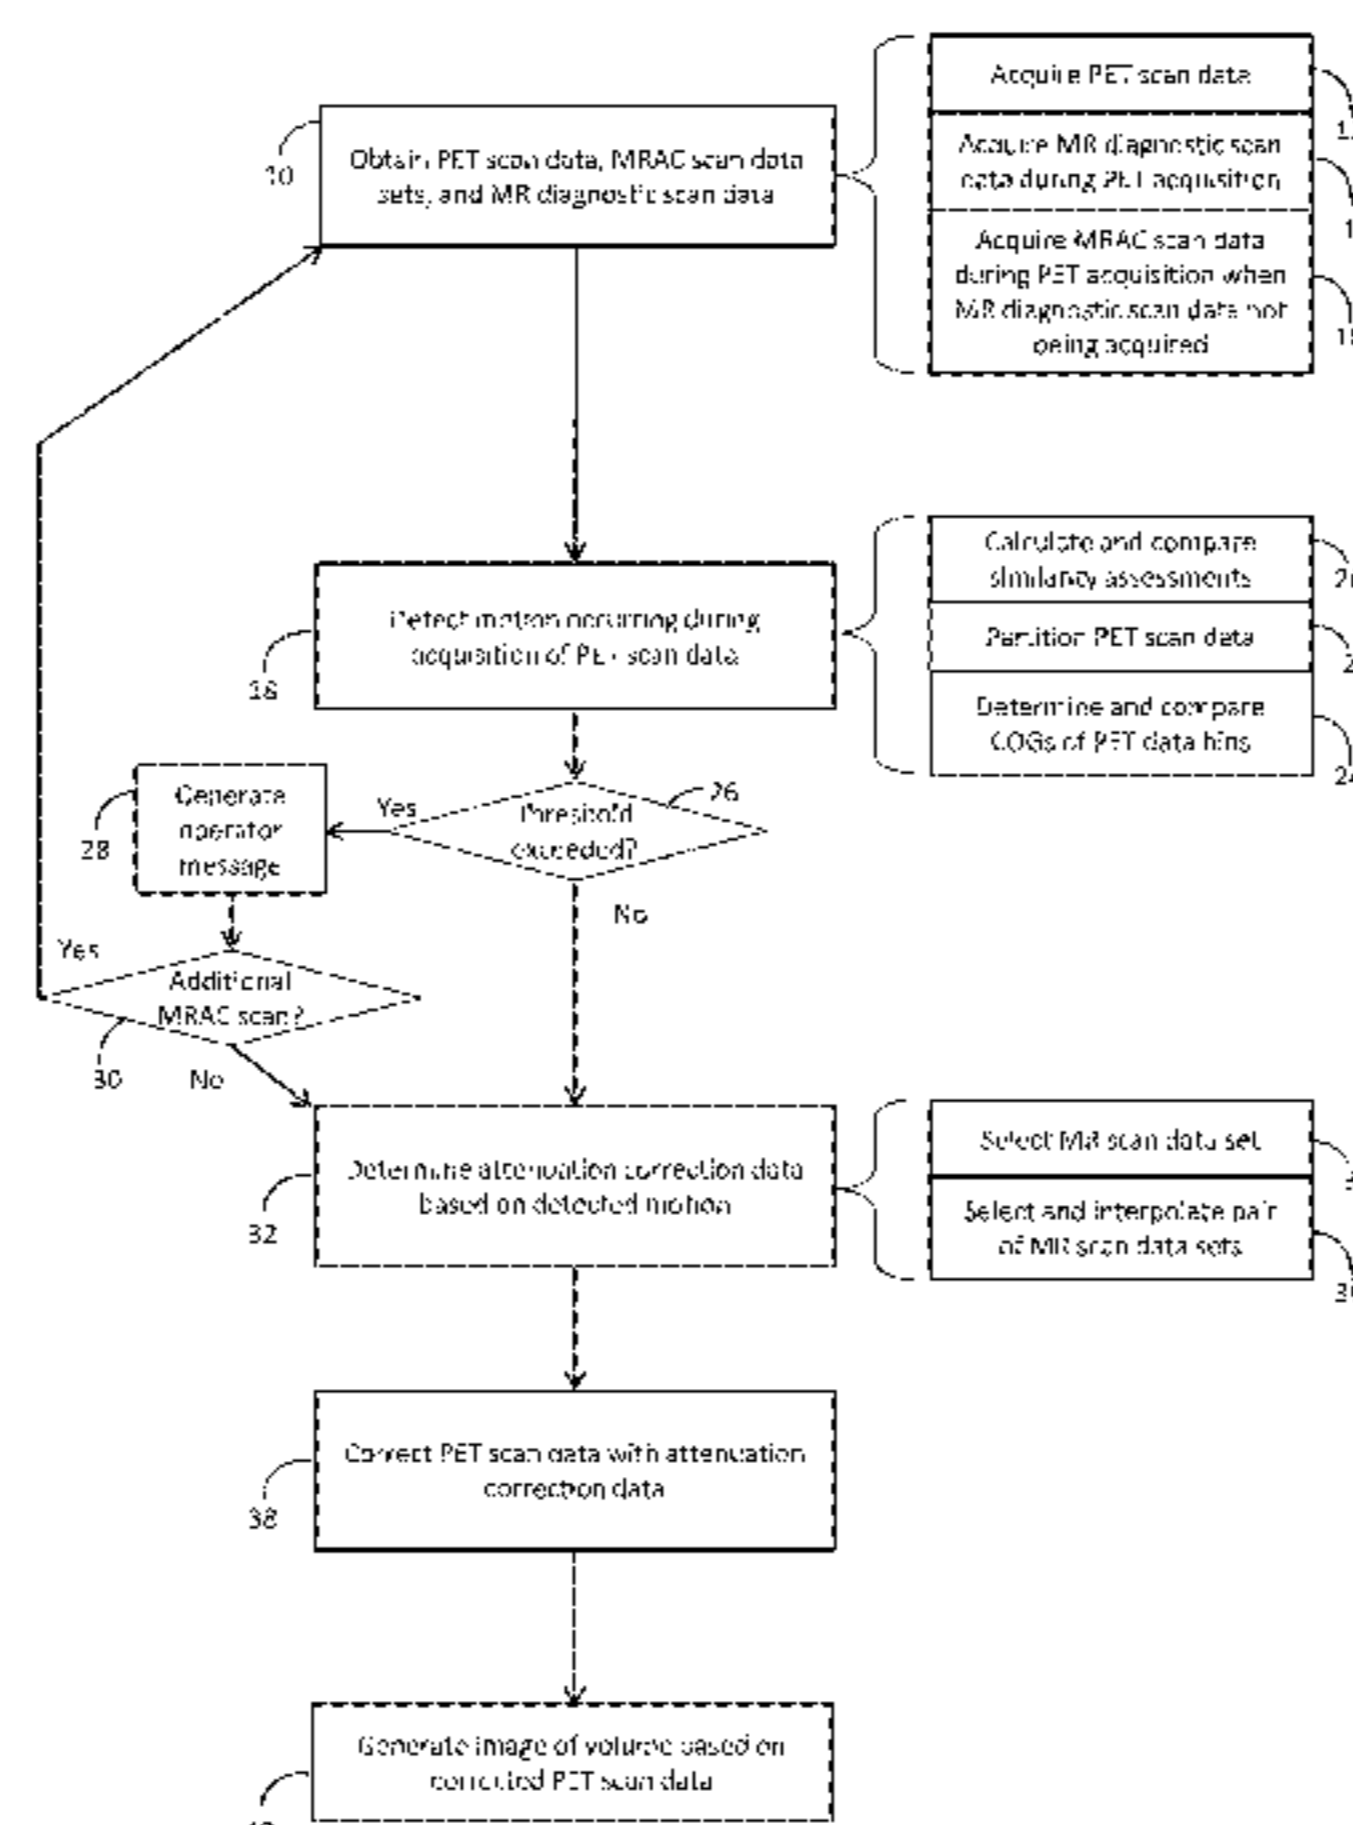 Obtain PET scan data, MRAC scan data
sets, and MR diagnostic scan data
10
Acquire PET scan data
Acquire MR diagnostic scan
data during PET acquisition
Acquire MRAC scan data
during PET acquisition when
MR diagnostic scan data not
being acquired
Detect motion occurring during
acquisition of PET scan data
Calculate and compare
similarity assessments
Partition PET scan data
Determine and compare
COGs of PET data bins
Generate
operator
message
28
Yes
Threshold
exceeded?
26
No
Yes
Additional
MRAC scan?
30
No
Determine attenuation correction data
based on detected motion
32
Select MR scan data set
Select and interpolate pair
of MR scan data sets
Correct PET scan data with attenuation
correction data
38
Generate image of volume based on
corrected PET scan data